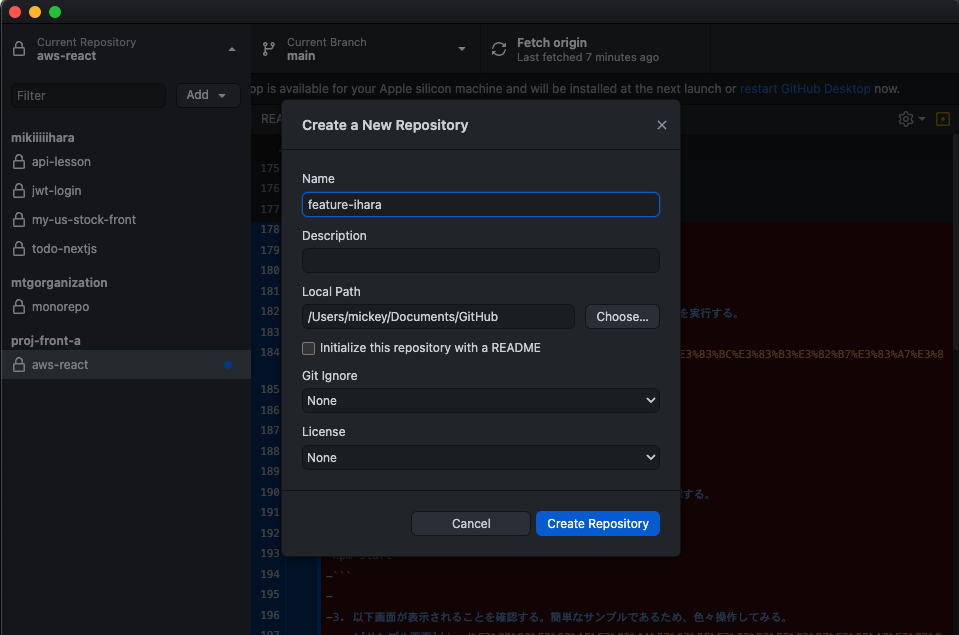 Current Repository
aws-react
Current Branch
main
Fetch origin
Last fetched 7 minutes ago
Filter
Add
op is available for your Apple silicon machine and will be installed at the next launch or restart GitHub Desktop now.
REA
Create a New Repository
mikiiiiihara
api-lesson
jwt-login
my-us-stock-front
todo-nextjs
mtgorganization
monorepo
proj-front-a
aws-react
Name
feature-ihara
Description
Local Path
/Users/mickey/Documents/GitHub
Choose...
Initialize this repository with a README
Git Ignore
None
License
None
Cancel
Create Repository
175
176
177
178
179
180
181
182 を実行する。
183
184 E3%83%BC%E3%83%B3%E3%82%B7%E3%83%A7%E3%8
185
186
187
188
189
190 する。
191
192
193
194 -```
195 -
196 -3. 以下画面が表示されることを確認する。簡単なサンプルであるため、色々操作してみる。
197